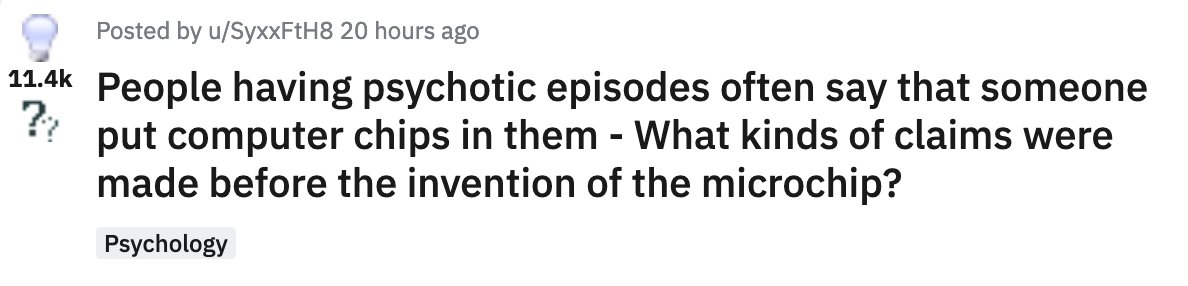 Posted by u/SyxxFtH8 20 hours ago
11.4k
People having psychotic episodes often say that someone
put computer chips in them - What kinds of claims were
made before the invention of the microchip?
Psychology